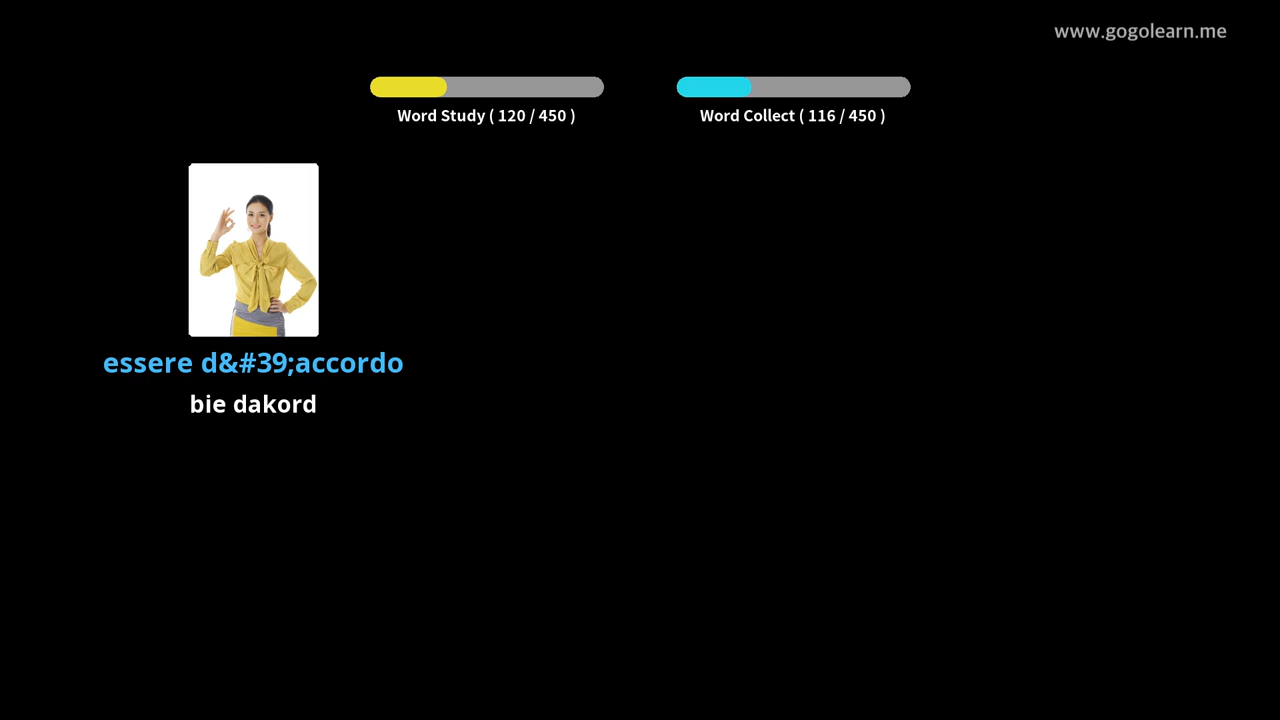 www.gogolearn.me
Word Study ( 120 / 450 )
Word Collect ( 116 / 450 )
essere d&#39;accordo
bie dakord